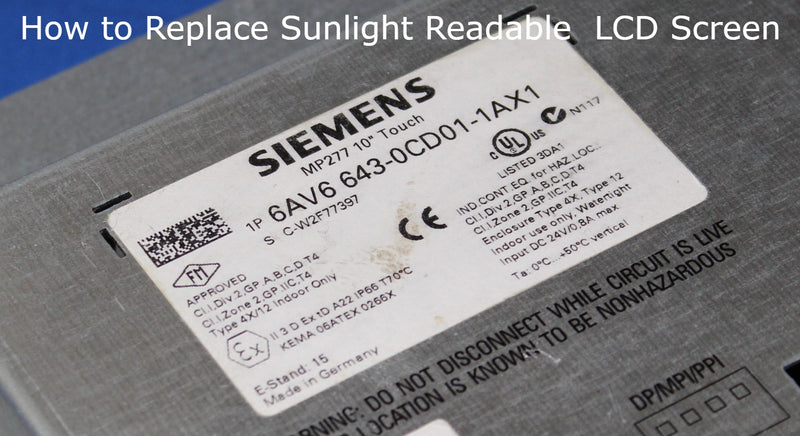 How to Replace Sunlight Readable LCD Screen
SIEMENS
MP277 10" Touch
1P 6AV6 643-0CD01-1AX1
S C-W2F77397
FM
APPROVED
Cl.I,Div.2,GP.A,B,C,D T4
Cl.I,Zone 2,GP.IIC,T4
Type 4X/12 Indoor Only
Ex
II 3 D Ex tD A22 IP66 T70°C
KEMA 06ATEX 0266X
E-Stand: 15
Made in Germany
CE
N117
c UL US
LISTED 3DA1
IND.CONT.EQ. for HAZ.LOC.:
Cl.I,Div.2,GP.A,B,C,D,T4
Cl.I,Zone 2,GP.IIC,T4
Enclosure Type 4X, Type 12
Indoor use only, Watertight
Input DC 24V/0.8A max
Ta: 0°C...+50°C vertical
WARNING: DO NOT DISCONNECT WHILE CIRCUIT IS LIVE
LOCATION IS KNOWN TO BE NONHAZARDOUS
DP/MPI/PPI